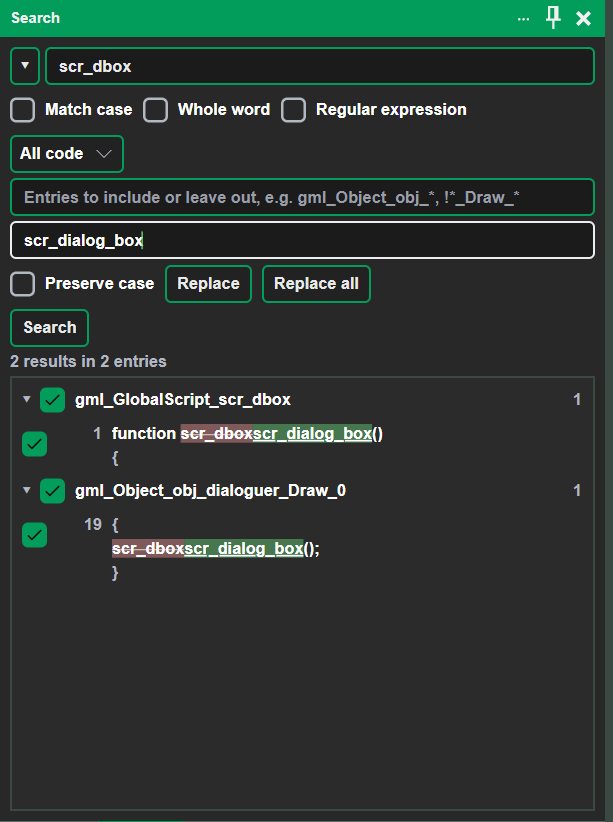 Search
scr_dbox
Match case Whole word Regular expression
All code
Entries to include or leave out, e.g. gml_Object_obj_*, !*_Draw_*
scr_dialog_box
Preserve case Replace Replace all
Search
2 results in 2 entries
gml_GlobalScript_scr_dbox 1
1 function scr_dboxscr_dialog_box()
{
gml_Object_obj_dialoguer_Draw_0 1
19 {
scr_dboxscr_dialog_box();
}